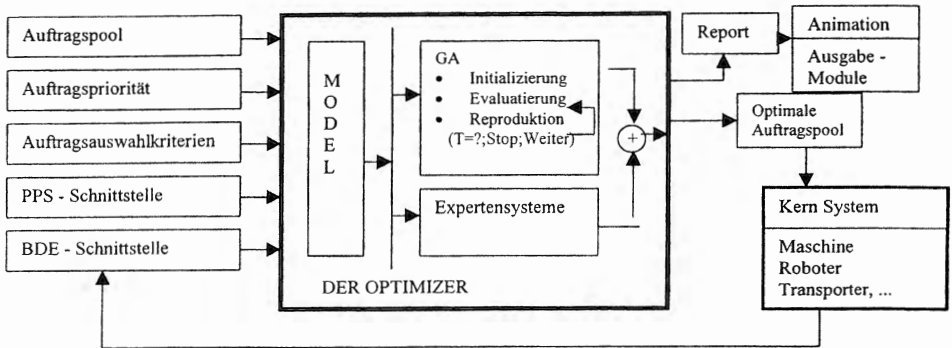 Auftragspool
Auftragspriorität
Auftragsauswahlkriterien
PPS - Schnittstelle
BDE - Schnittstelle
M
O
D
E
L
GA
• Initializierung
• Evaluatierung
• Reproduktion
(T=?;Stop;Weiter)
Expertensysteme
+
DER OPTIMIZER
Report
Animation
Ausgabe -
Module
Optimale
Auftragspool
Kern System
Maschine
Roboter
Transporter, ...